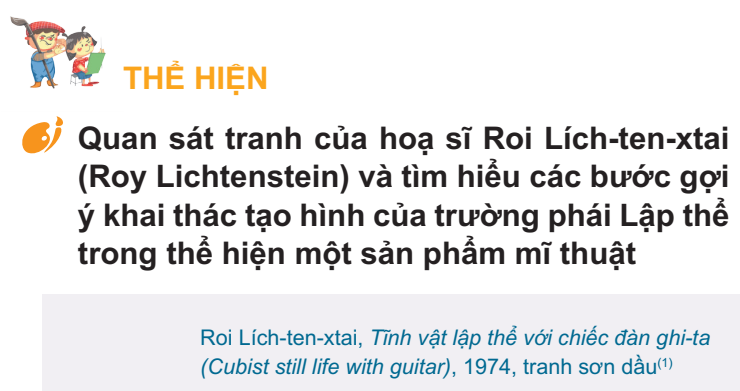 THỂ HIỆN
Quan sát tranh của hoạ sĩ Roi Lích-ten-xtai
(Roy Lichtenstein) và tìm hiểu các bước gợi
ý khai thác tạo hình của trường phái Lập thể
trong thể hiện một sản phẩm mĩ thuật
Roi Lích-ten-xtai, Tĩnh vật lập thể với chiếc đàn ghi-ta
(Cubist still life with guitar), 1974, tranh sơn dầu(1)